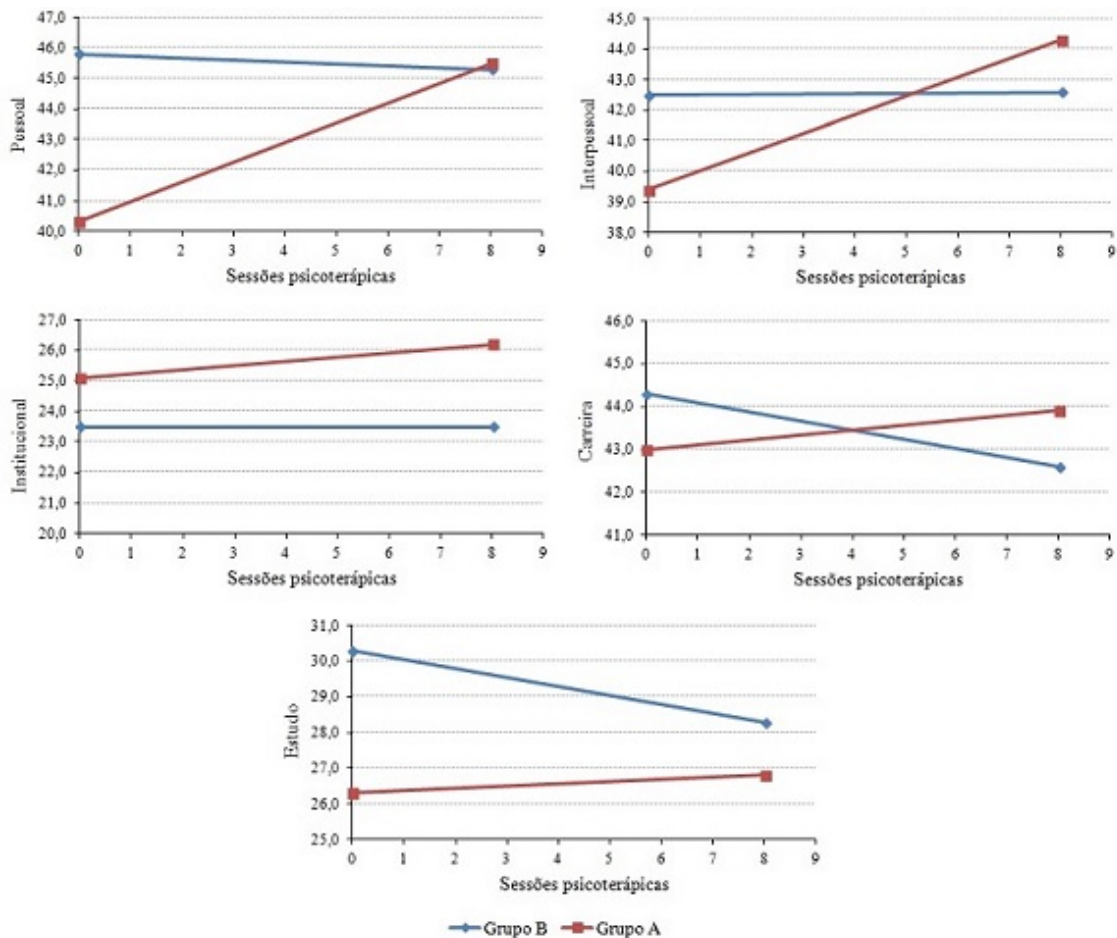 47,0
46,0
45,0
44,0
43,0
42,0
41,0
40,0
Pessoal
0 1 2 3 4 5 6 7 8 9
Sessões psicoterápicas
45,0
44,0
43,0
42,0
41,0
40,0
39,0
38,0
Interpessoal
0 1 2 3 4 5 6 7 8 9
Sessões psicoterápicas
27,0
26,0
25,0
24,0
23,0
22,0
21,0
20,0
Institucional
0 1 2 3 4 5 6 7 8 9
Sessões psicoterápicas
46,0
45,0
44,0
43,0
42,0
41,0
Carreira
0 1 2 3 4 5 6 7 8 9
Sessões psicoterápicas
31,0
30,0
29,0
28,0
27,0
26,0
25,0
Estudo
0 1 2 3 4 5 6 7 8 9
Sessões psicoterápicas
Grupo B Grupo A